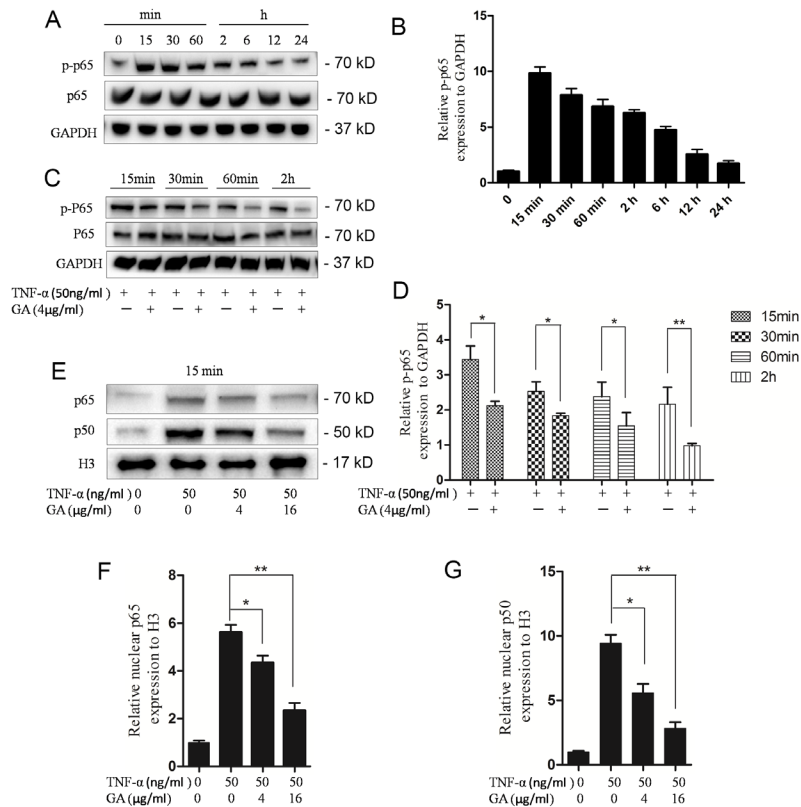 A
min h
0 15 30 60 2 6 12 24
p-p65 - 70 kD
p65 - 70 kD
GAPDH - 37 kD
B
Relative p-p65
expression to GAPDH
15
10
5
0
0 15 min 30 min 60 min 2 h 6 h 12 h 24 h
C
15min 30min 60min 2h
p-P65 - 70 kD
P65 - 70 kD
GAPDH - 37 kD
TNF-α (50ng/ml) + + + + + + + +
GA (4μg/ml) — + — + — + — +
D
Relative p-p65
expression to GAPDH
5
4
3
2
1
0
* * * **
15min
30min
60min
2h
TNF-α (50ng/ml) + + + + + + + +
GA (4μg/ml) — + — + — + — +
E
15 min
p65 - 70 kD
p50 - 50 kD
H3 - 17 kD
TNF-α (ng/ml) 0 50 50 50
GA (μg/ml) 0 0 4 16
F
Relative nuclear p65
expression to H3
8
6
4
2
0
**
*
TNF-α (ng/ml) 0 50 50 50
GA (μg/ml) 0 0 4 16
G
Relative nuclear p50
expression to H3
15
10
5
0
**
*
TNF-α (ng/ml) 0 50 50 50
GA (μg/ml) 0 0 4 16